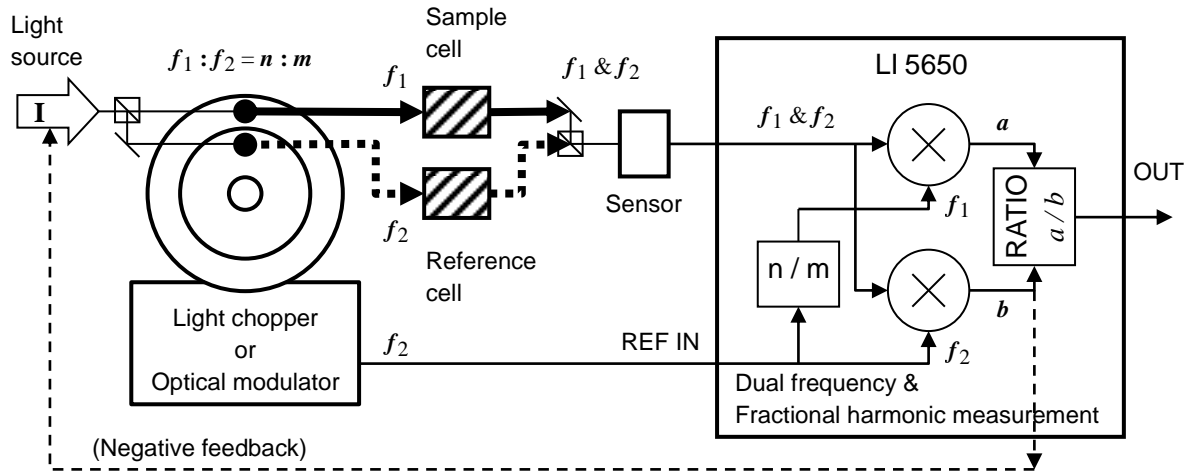 Light
source
I
f1 : f2 = n : m
Sample
cell
f1
f1 & f2
LI 5650
f1 & f2
a
OUT
Sensor
f1
RATIO
a / b
f2
Reference
cell
n / m
b
Light chopper
or
Optical modulator
f2
REF IN
f2
Dual frequency &
Fractional harmonic measurement
(Negative feedback)